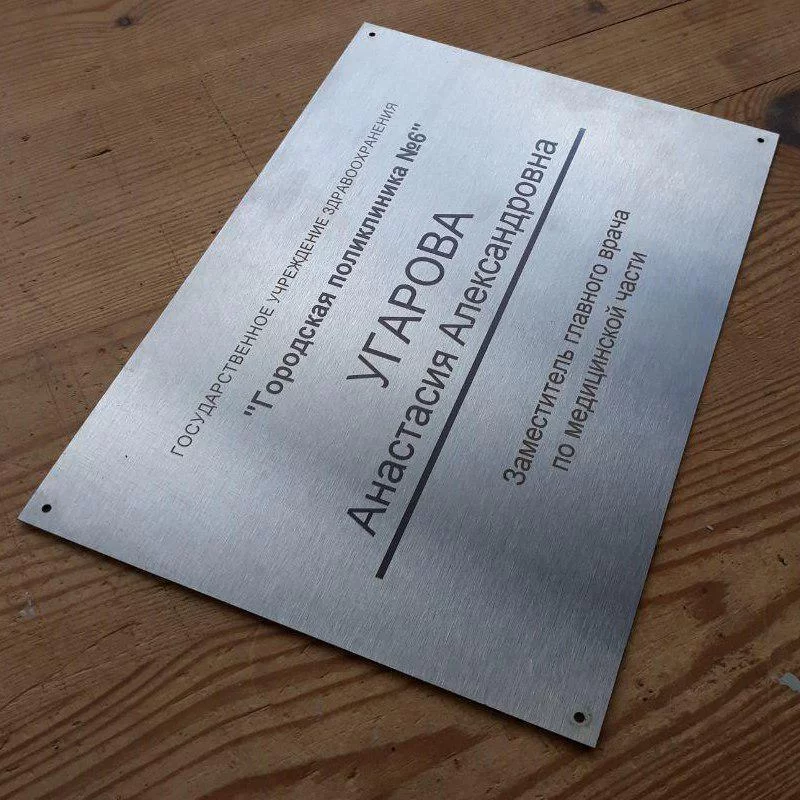 ГОСУДАРСТВЕННОЕ УЧРЕЖДЕНИЕ ЗДРАВООХРАНЕНИЯ
"Городская поликлиника №6"
УГАРОВА
Анастасия Александровна
Заместитель главного врача
по медицинской части